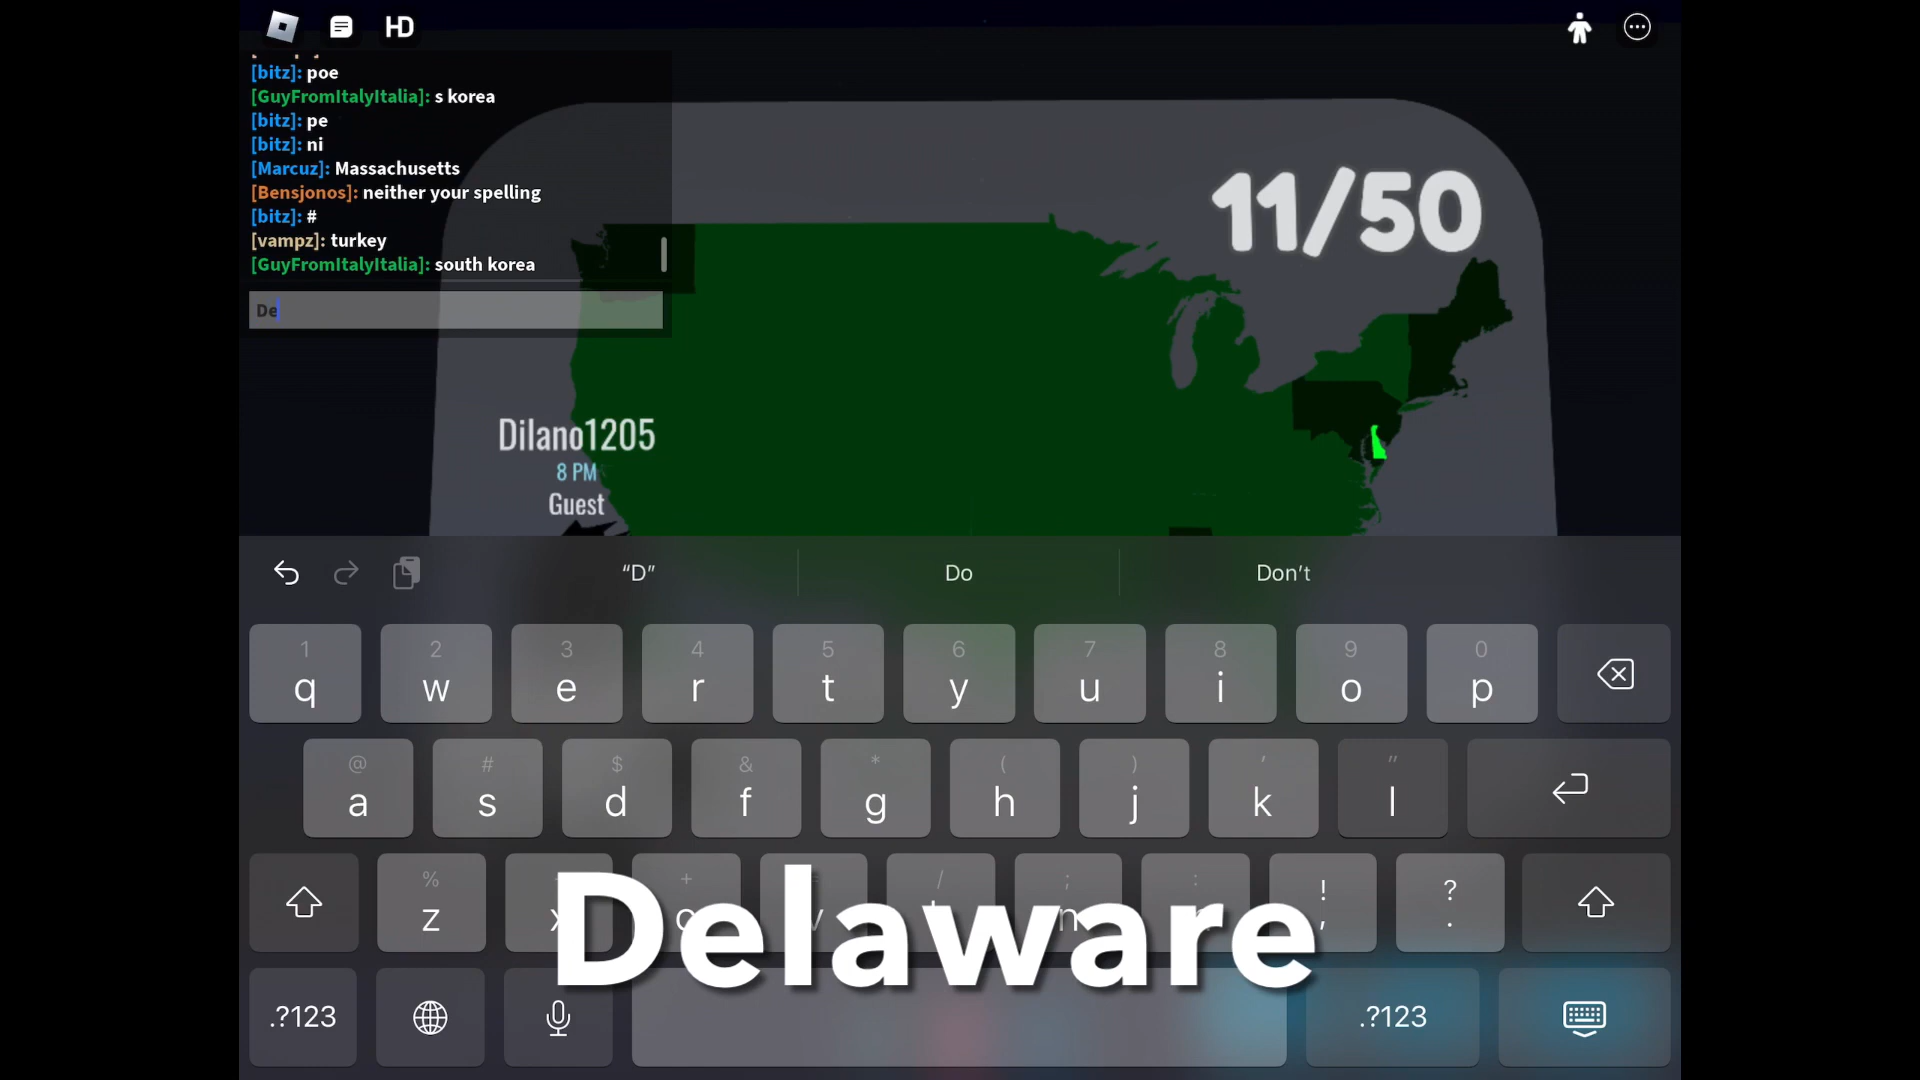 HD
[bitz]: poe
[GuyFromItalyItalia]: s korea
[bitz]: pe
[bitz]: ni
[Marcuz]: Massachusetts
[Bensjonos]: neither your spelling
[bitz]: #
[vampz]: turkey
[GuyFromItalyItalia]: south korea
De
11/50
Dilano1205
8 PM
Guest
“D” Do Don't
1 2 3 4 5 6 7 8 9 0
q w e r t y u i o p
@ # $ & * ( ) ' "
a s d f g h j k l
% + / ; : ! ?
z x c v n , .
Delaware
.?123 .?123